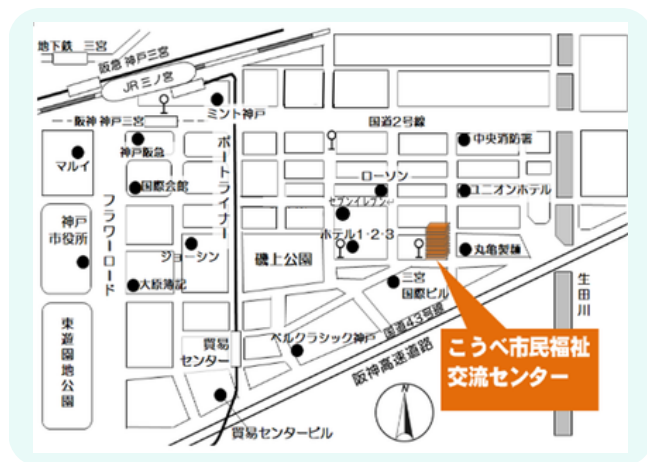 地下鉄 三宮
阪急 神戸三宮
JR三ノ宮
ミント神戸
阪神 神戸三宮
国道2号線
神戸阪急
中央消防署
マルイ
ポートライナー
ローソン
国際会館
ユニオンホテル
セブンイレブン
フラワーロード
神戸
市役所
ホテル1・2・3
ジョーシン
磯上公園
丸亀製麺
大原簿記
三宮
国際ビル
生田川
国道43号線
東遊園地公園
貿易
センター
ベルクラシック神戸
阪神高速道路
こうべ市民福祉
交流センター
N
貿易センタービル